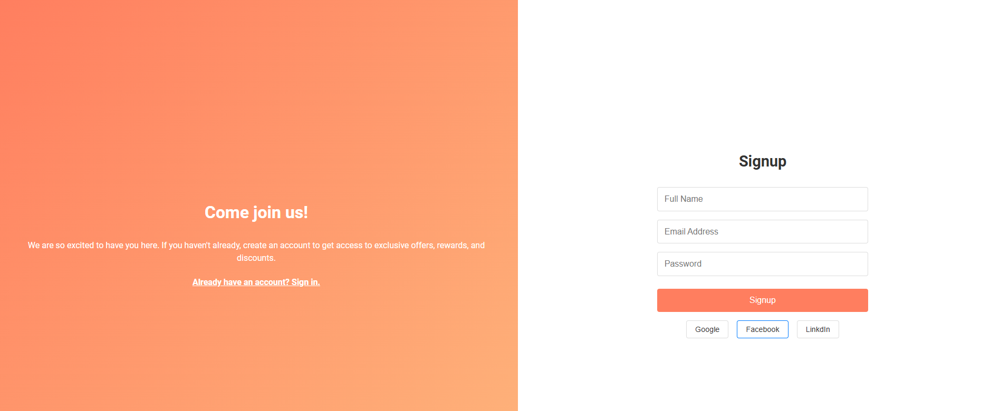 Come join us!
We are so excited to have you here. If you haven't already, create an account to get access to exclusive offers, rewards, and
discounts.
Already have an account? Sign in.
Signup
Full Name
Email Address
Password
Signup
Google
Facebook
LinkdIn